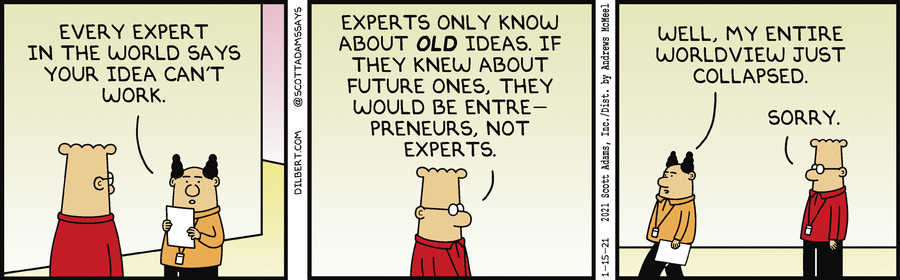 EVERY EXPERT
IN THE WORLD SAYS
YOUR IDEA CAN'T
WORK.
DILBERT.COM @SCOTTADAMSSAYS
EXPERTS ONLY KNOW
ABOUT OLD IDEAS. IF
THEY KNEW ABOUT
FUTURE ONES, THEY
WOULD BE ENTRE-
PRENEURS, NOT
EXPERTS.
1-15-21 2021 Scott Adams, Inc./Dist. by Andrews McMeel
WELL, MY ENTIRE
WORLDVIEW JUST
COLLAPSED.
SORRY.